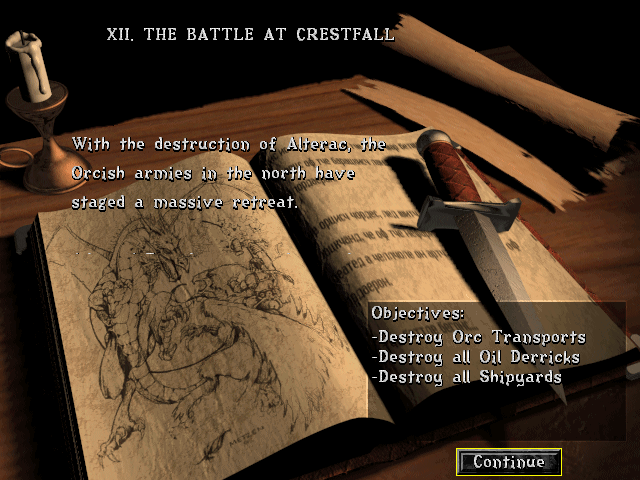 XII. THE BATTLE AT CRESTFALL
With the destruction of Alterac, the
Orcish armies in the north have
staged a massive retreat.
Objectives:
-Destroy Orc Transports
-Destroy all Oil Derricks
-Destroy all Shipyards
Continue